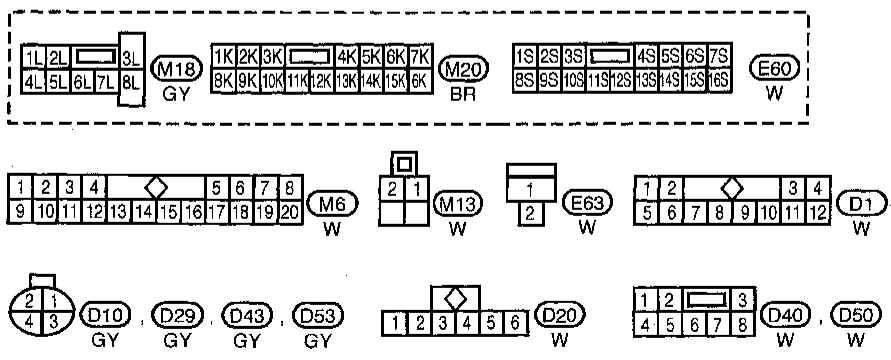 1L 2L 3L
4L 5L 6L 7L 8L
M18
GY
1K 2K 3K 4K 5K 6K 7K
8K 9K 10K 11K 12K 13K 14K 15K 6K
M20
BR
1S 2S 3S 4S 5S 6S 7S
8S 9S 10S 11S 12S 13S 14S 15S 16S
E60
W
1 2 3 4 5 6 7 8
9 10 11 12 13 14 15 16 17 18 19 20
M6
W
2 1
M13
W
1
2
E63
W
1 2 3 4
5 6 7 8 9 10 11 12
D1
W
2 1
4 3
D10 , D29 , D43 , D53
GY GY GY GY
1 2 3 4 5 6
D20
W
1 2 3
4 5 6 7 8
D40 , D50
W W